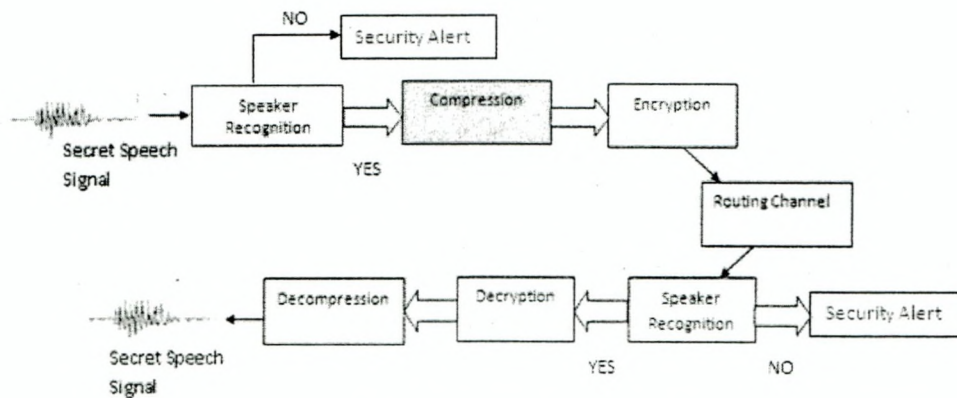 NO
Security Alert
Speaker
Recognition
Compression
Encryption
Secret Speech
Signal
YES
Routing Channel
Decompression
Decryption
Speaker
Recognition
Security Alert
Secret Speech
Signal
YES
NO